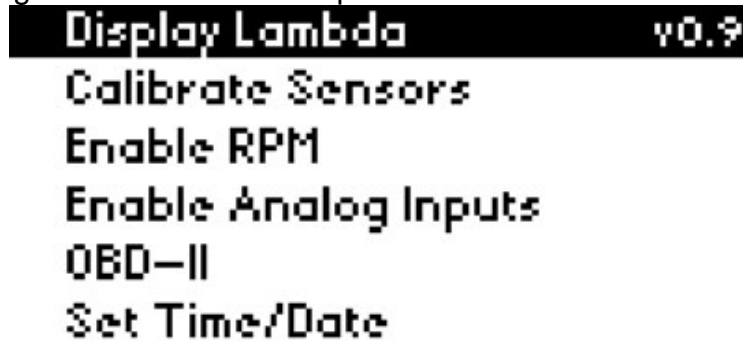 Display Lambda v0.9
Calibrate Sensors
Enable RPM
Enable Analog Inputs
OBD-II
Set Time/Date